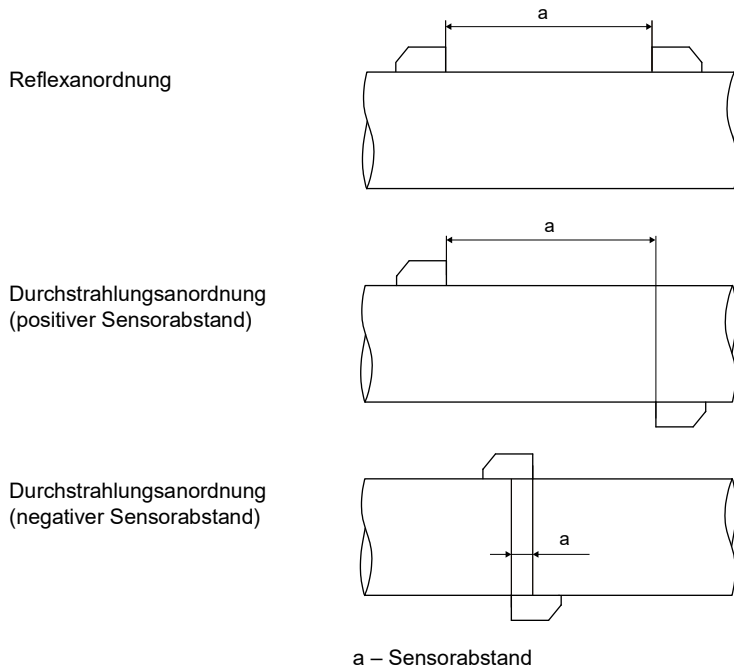 a
Reflexanordnung
a
Durchstrahlungsanordnung
(positiver Sensorabstand)
Durchstrahlungsanordnung
(negativer Sensorabstand)
a
a – Sensorabstand